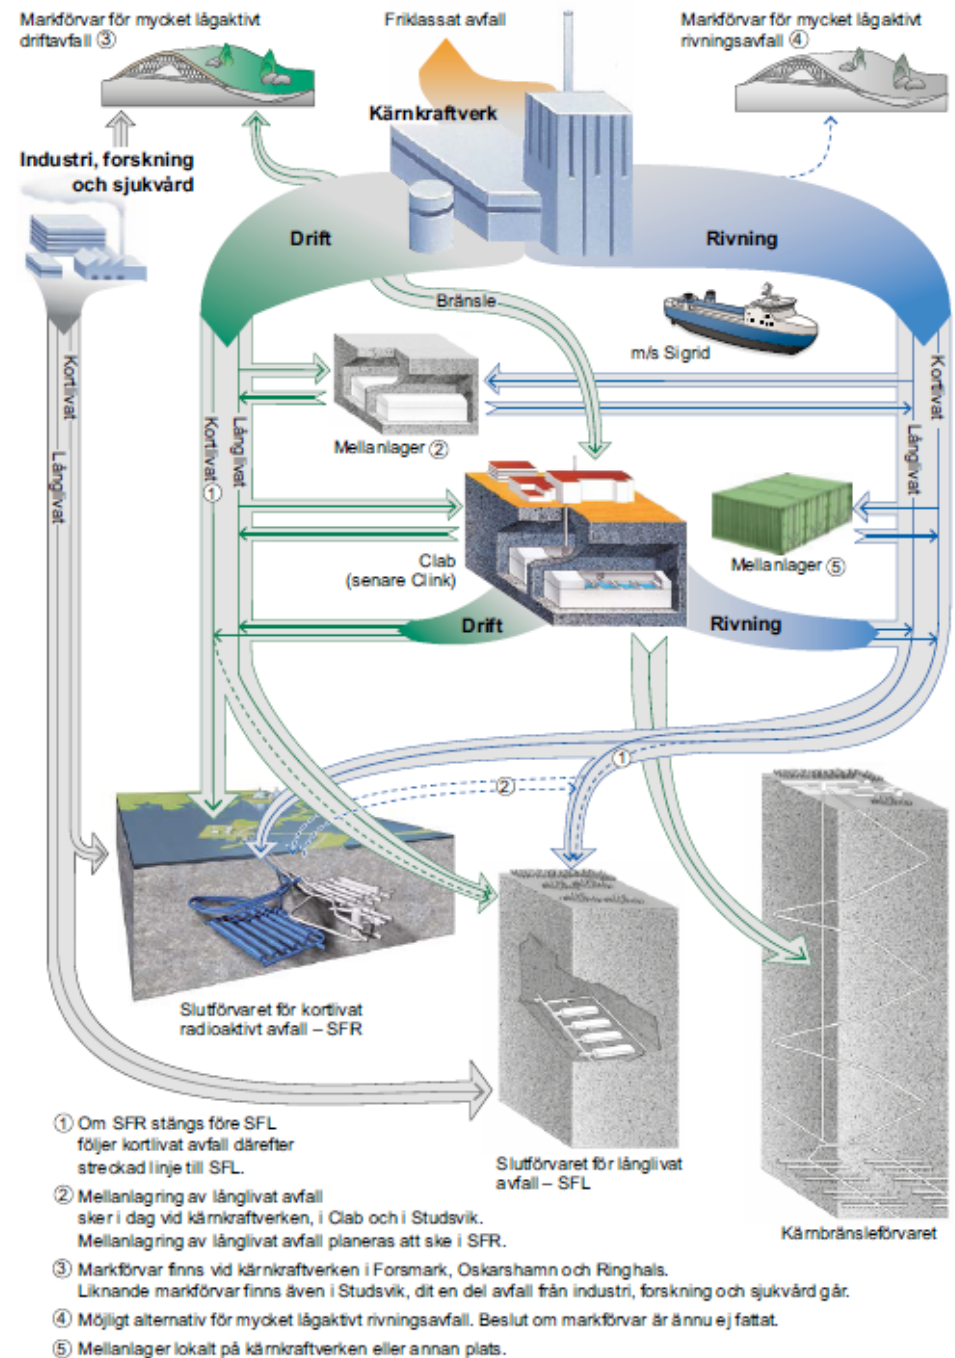 Markförvar för mycket lågaktivt
driftavfall ③
Friklassat avfall
Markförvar för mycket lågaktivt
rivningsavfall ④
Kärnkraftverk
Industri, forskning
och sjukvård
Drift
Rivning
Bränsle
m/s Sigrid
Kortlivat
Långlivat
Kortlivat ①
Långlivat
Mellanlager ②
Långlivat
Kortlivat
Clab
(senare Clink)
Mellanlager ⑤
Drift
Rivning
①
②
Slutförvaret för kortlivat
radioaktivt avfall – SFR
Slutförvaret för långlivat
avfall – SFL
Kärnbränsleförvaret
① Om SFR stängs före SFL
följer kortlivat avfall därefter
streckad linje till SFL.
② Mellanlagring av långlivat avfall
sker i dag vid kärnkraftverken, i Clab och i Studsvik.
Mellanlagring av långlivat avfall planeras att ske i SFR.
③ Markförvar finns vid kärnkraftverken i Forsmark, Oskarshamn och Ringhals.
Liknande markförvar finns även i Studsvik, dit en del avfall från industri, forskning och sjukvård går.
④ Möjligt alternativ för mycket lågaktivt rivningsavfall. Beslut om markförvar är ännu ej fattat.
⑤ Mellanlager lokalt på kärnkraftverken eller annan plats.